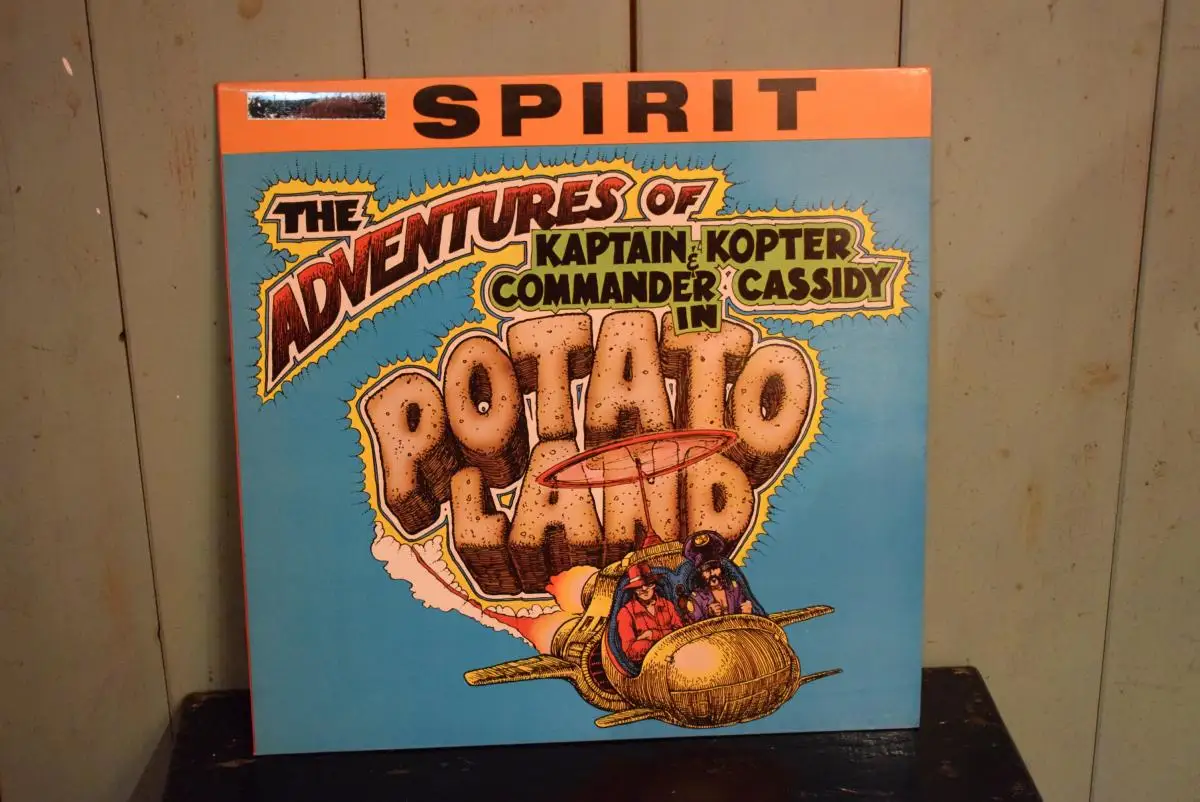 SPIRIT
THE
ADVENTURES OF
KAPTAIN KOPTER
&
COMMANDER CASSIDY
IN
POTATO
LAND